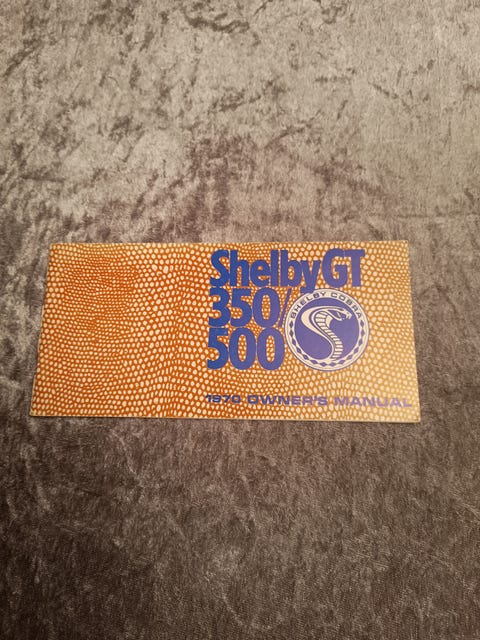 Shelby GT
350/
500
SHELBY COBRA
1970 OWNER'S MANUAL